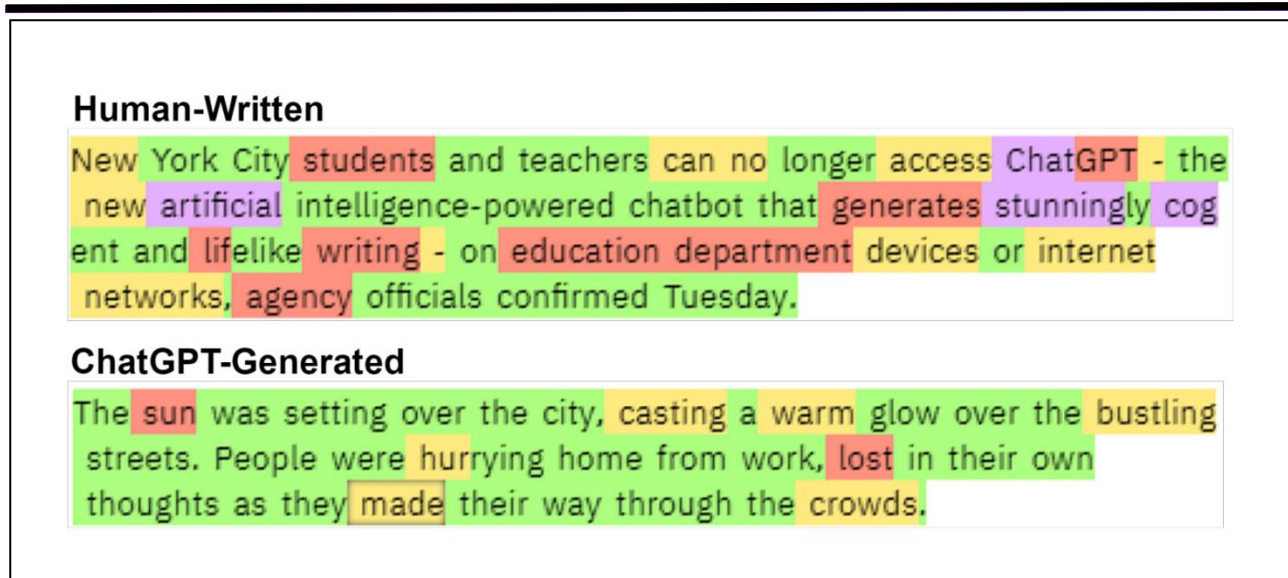 Human-Written
New York City students and teachers can no longer access ChatGPT - the
new artificial intelligence-powered chatbot that generates stunningly cog
ent and lifelike writing - on education department devices or internet
networks, agency officials confirmed Tuesday.
ChatGPT-Generated
The sun was setting over the city, casting a warm glow over the bustling
streets. People were hurrying home from work, lost in their own
thoughts as they made their way through the crowds.